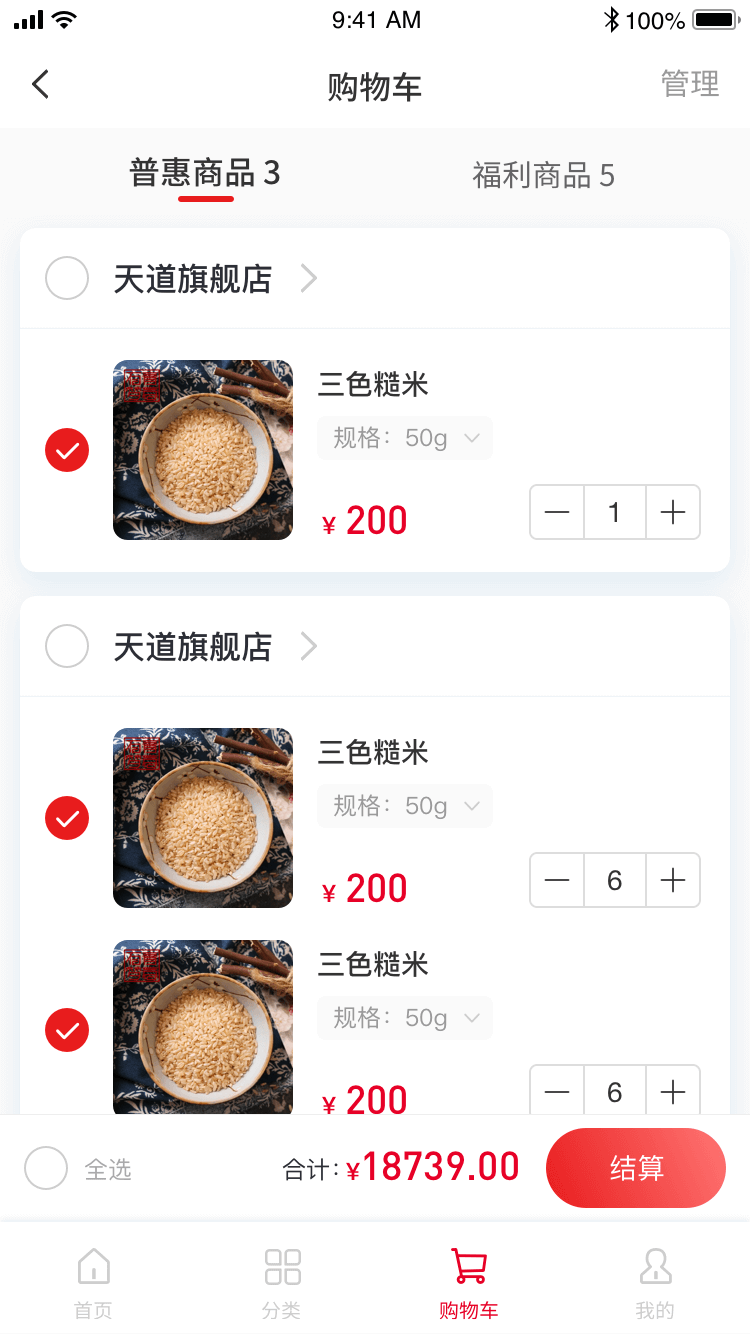 9:41 AM
100%
购物车
管理
普惠商品 3
福利商品 5
天道旗舰店
三色糙米
规格：50g
¥ 200
1
天道旗舰店
三色糙米
规格：50g
¥ 200
6
三色糙米
规格：50g
¥ 200
6
全选
合计：¥18739.00
结算
首页
分类
购物车
我的